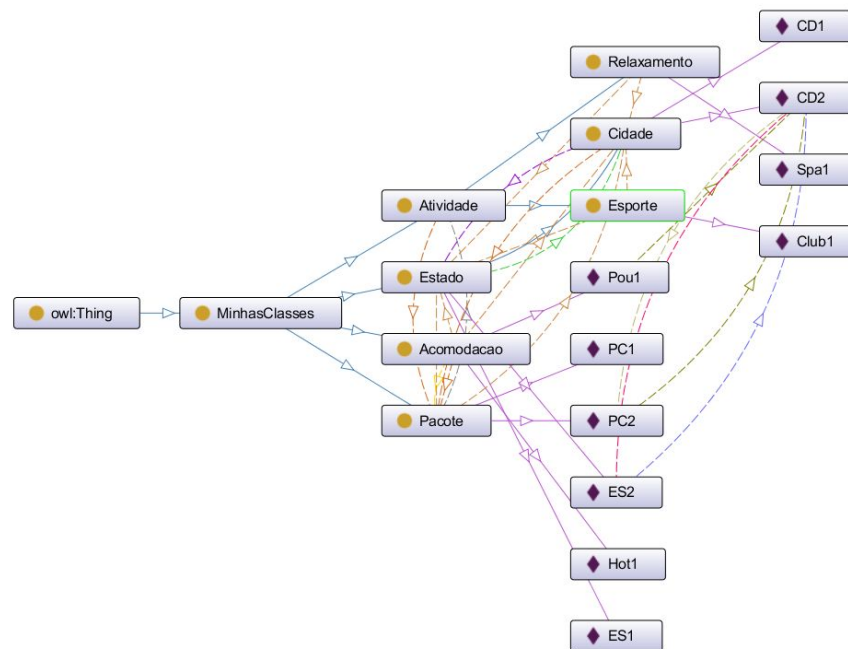 owl:Thing
MinhasClasses
Atividade
Estado
Acomodacao
Pacote
Relaxamento
Cidade
Esporte
Pou1
PC1
PC2
ES2
Hot1
ES1
CD1
CD2
Spa1
Club1